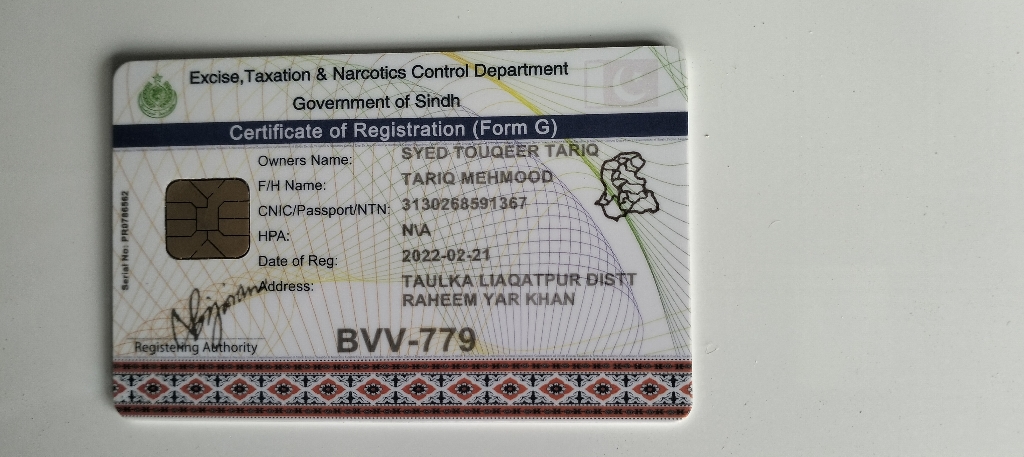 Excise,Taxation & Narcotics Control Department
Government of Sindh
Certificate of Registration (Form G)
Owners Name: SYED TOUQEER TARIQ
F/H Name: TARIQ MEHMOOD
CNIC/Passport/NTN: 3130268591367
HPA: N\A
Date of Reg: 2022-02-21
Address: TAULKA LIAQATPUR DISTT
RAHEEM YAR KHAN
Serial No: PR0786562
Registering Authority
BVV-779